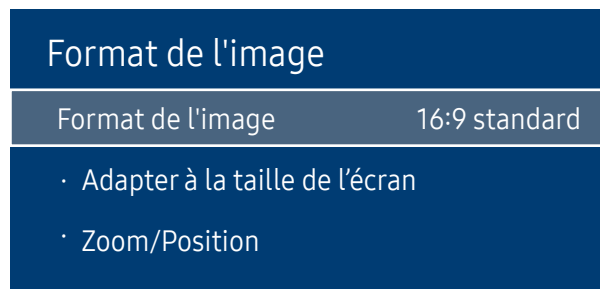 Format de l'image
Format de l'image 16:9 standard
· Adapter à la taille de l’écran
· Zoom/Position